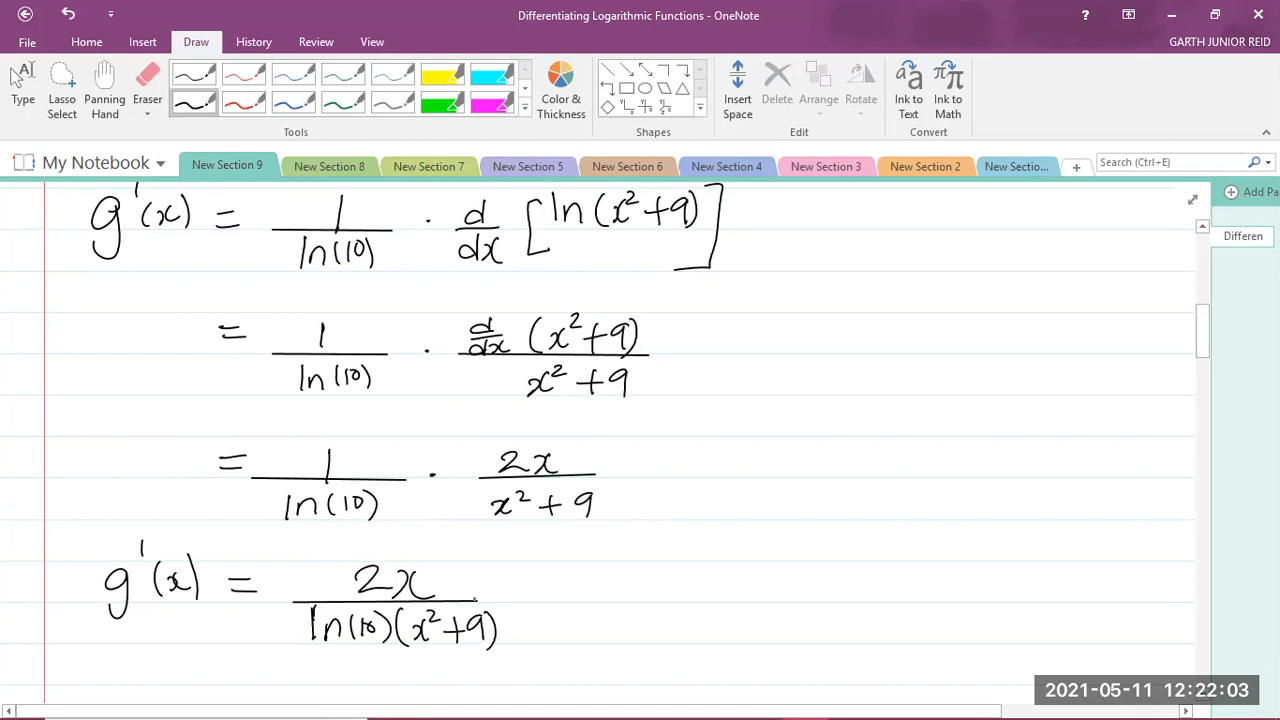 Differentiating Logarithmic Functions - OneNote
File Home Insert Draw History Review View GARTH JUNIOR REID
Type Lasso Select Panning Hand Eraser Color & Thickness Insert Space Delete Arrange Rotate Ink to Text Ink to Math
Tools Shapes Edit Convert
My Notebook New Section 9 New Section 8 New Section 7 New Section 5 New Section 6 New Section 4 New Section 3 New Section 2 New Sectio... Search (Ctrl+E)
Add Pa
Differen
g'(x) = 1/ln(10) · d/dx [ln(x²+9)]
= 1/ln(10) · d/dx (x²+9)/x²+9
= 1/ln(10) · 2x/x²+9
g'(x) = 2x/ln(10)(x²+9)
2021-05-11 12:22:03